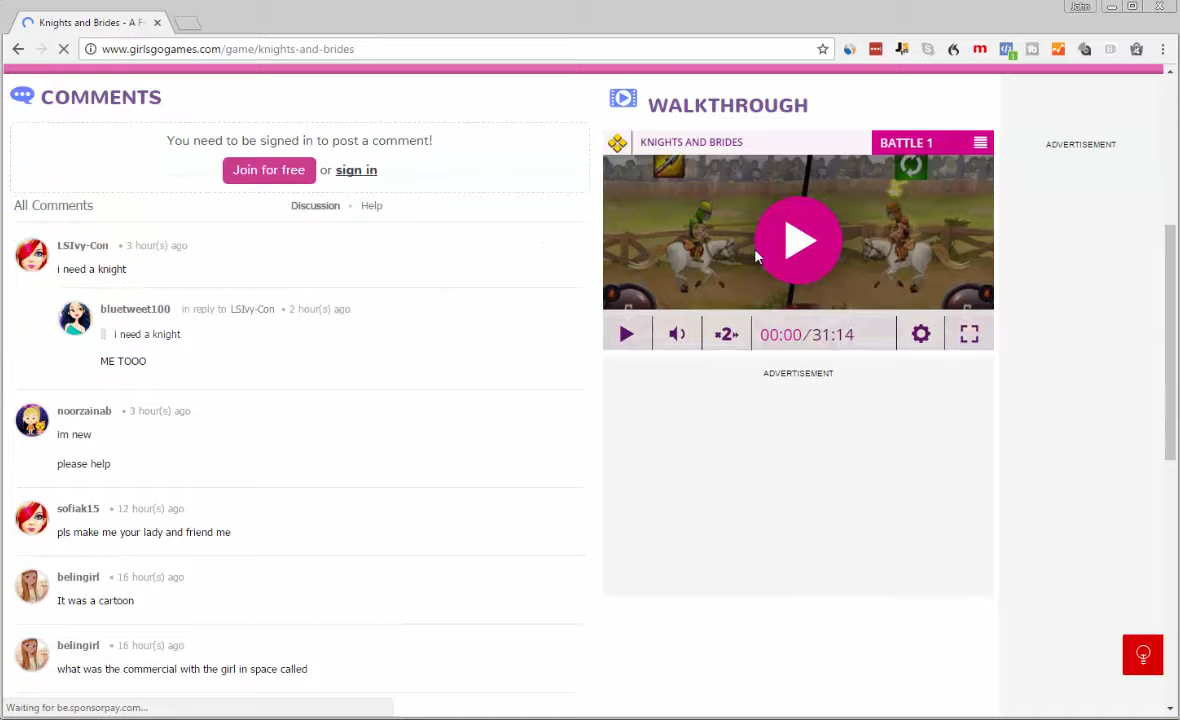 John
Knights and Brides - A F
www.girlsgogames.com/game/knights-and-brides
COMMENTS
You need to be signed in to post a comment!
Join for free or sign in
All Comments
Discussion • Help
LSIvy-Con • 3 hour(s) ago
i need a knight
bluetweet100 in reply to LSIvy-Con • 2 hour(s) ago
i need a knight
ME TOOO
noorzainab • 3 hour(s) ago
im new
please help
sofiak15 • 12 hour(s) ago
pls make me your lady and friend me
belingirl • 16 hour(s) ago
It was a cartoon
belingirl • 16 hour(s) ago
what was the commercial with the girl in space called
Waiting for be.sponsorpay.com...
WALKTHROUGH
KNIGHTS AND BRIDES
BATTLE 1
2
00:00/31:14
ADVERTISEMENT
ADVERTISEMENT